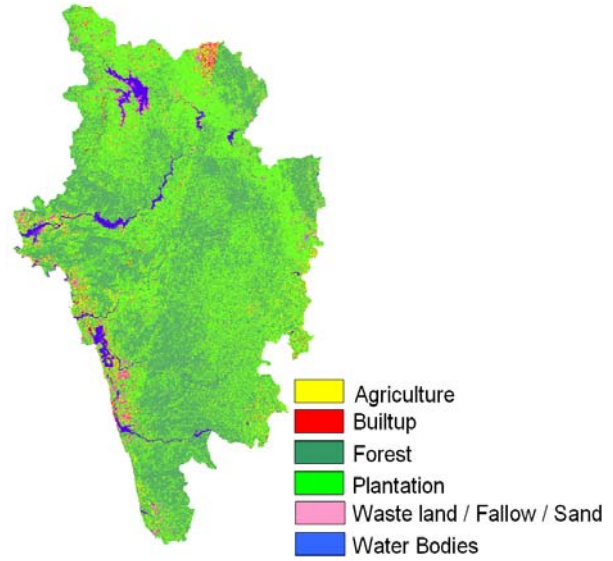 Agriculture
Builtup
Forest
Plantation
Waste land / Fallow / Sand
Water Bodies